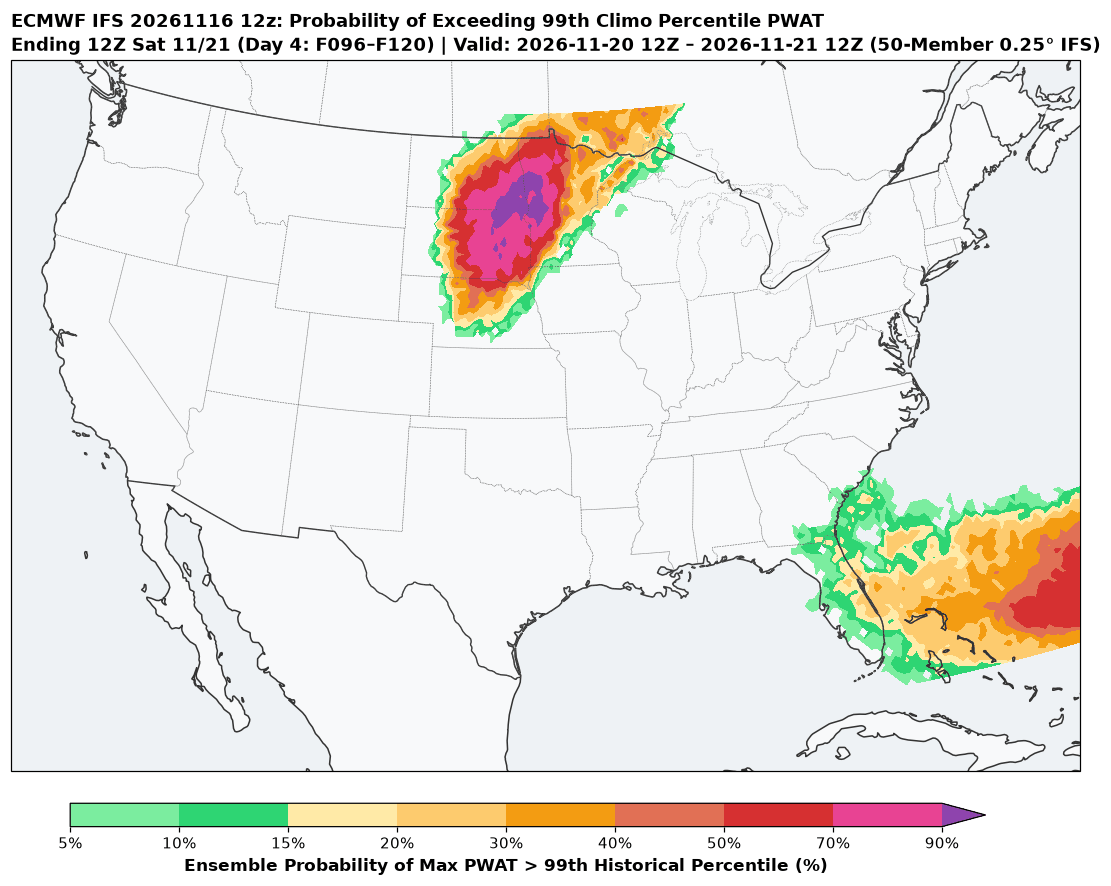 ECMWF IFS 20261116 12z: Probability of Exceeding 99th Climo Percentile PWAT
Ending 12Z Sat 11/21 (Day 4: F096–F120) | Valid: 2026-11-20 12Z – 2026-11-21 12Z (50-Member 0.25° IFS)
5% 10% 15% 20% 30% 40% 50% 70% 90%
Ensemble Probability of Max PWAT > 99th Historical Percentile (%)